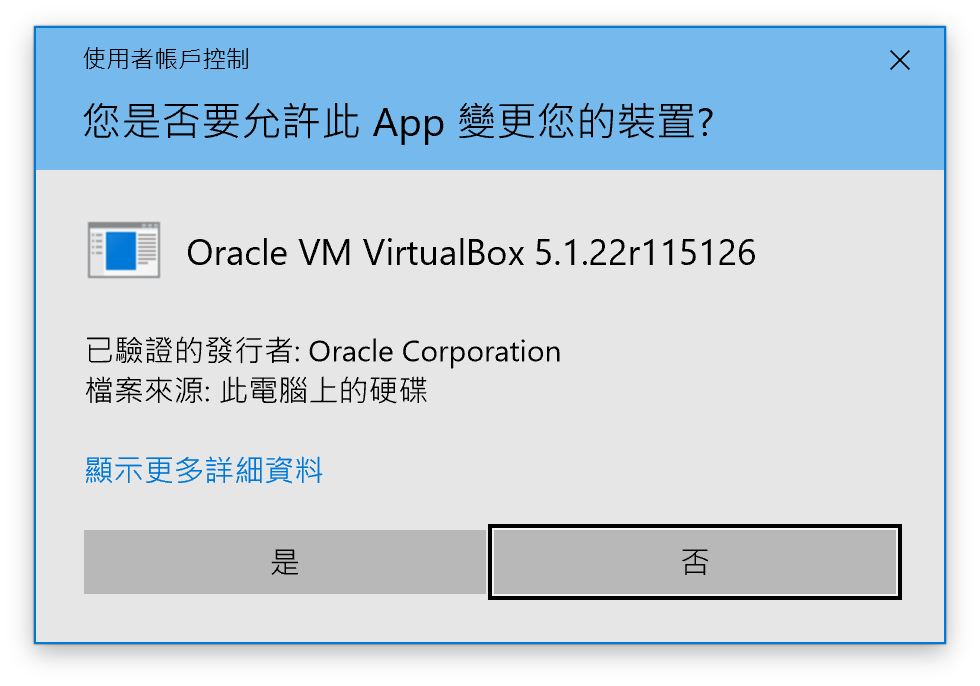 使用者帳戶控制
您是否要允許此 App 變更您的裝置?
Oracle VM VirtualBox 5.1.22r115126
已驗證的發行者: Oracle Corporation
檔案來源: 此電腦上的硬碟
顯示更多詳細資料
是
否